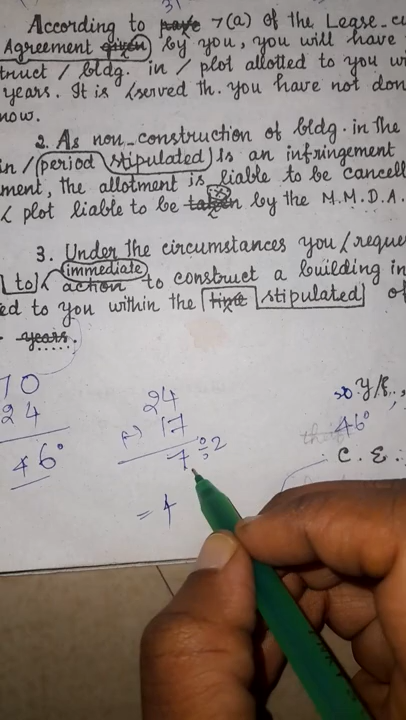 According to para 7(a) of the Lease-cu
Agreement given by you, you will have
truct / bldg. in / plot allotted to you wi
years. It is / served th. you have not don
now.
2. As non-construction of bldg. in the
in / period stipulated is an infringement
ment, the allotment is liable to be cancell
/ plot liable to be taken by the M.M.D.A.
3. Under the circumstances you / reque
to immediate
action to construct a building in
ed to you within the time stipulated of
years.
70
24
46°
24
(-) 17
7 ÷ 2
= 4
so Y/E.,
46°
C. E.